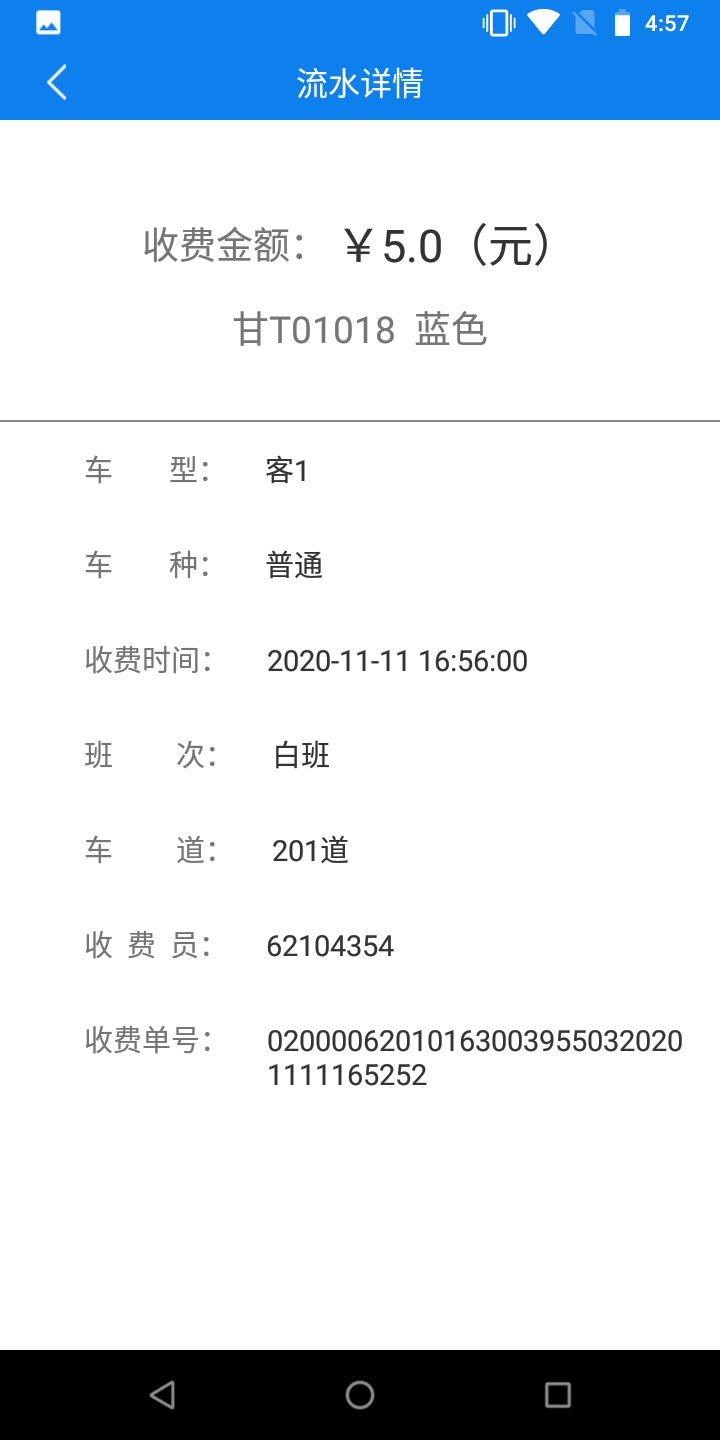 4:57
流水详情
收费金额： ￥5.0（元）
甘T01018 蓝色
车 型： 客1
车 种： 普通
收费时间： 2020-11-11 16:56:00
班 次： 白班
车 道： 201道
收 费 员： 62104354
收费单号： 02000062010163003955032020
1111165252